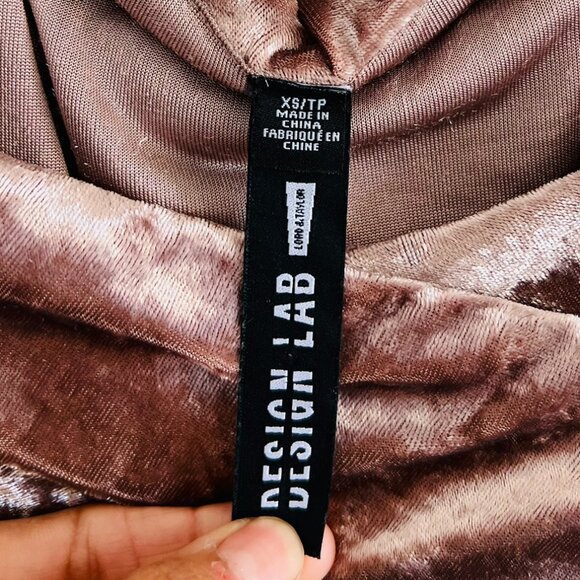 XS/TP
MADE IN
CHINA
FABRIQUÉ EN
CHINE
LORD & TAYLOR
DESIGN LAB